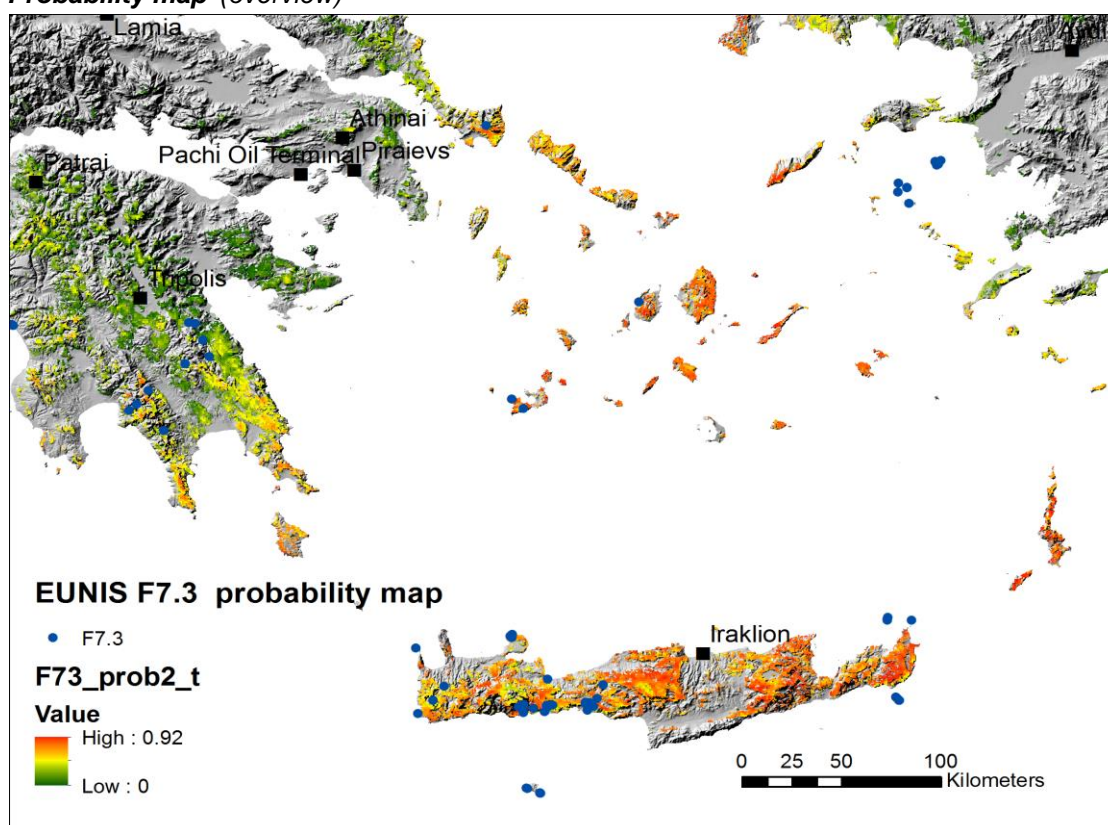 Probability map (overview)
Lamia
Athinai
Pachi Oil Terminal
Piraievs
Patrai
Tripolis
EUNIS F7.3 probability map
F7.3
Iraklion
F73_prob2_t
Value
High : 0.92
Low : 0
0 25 50 100
Kilometers